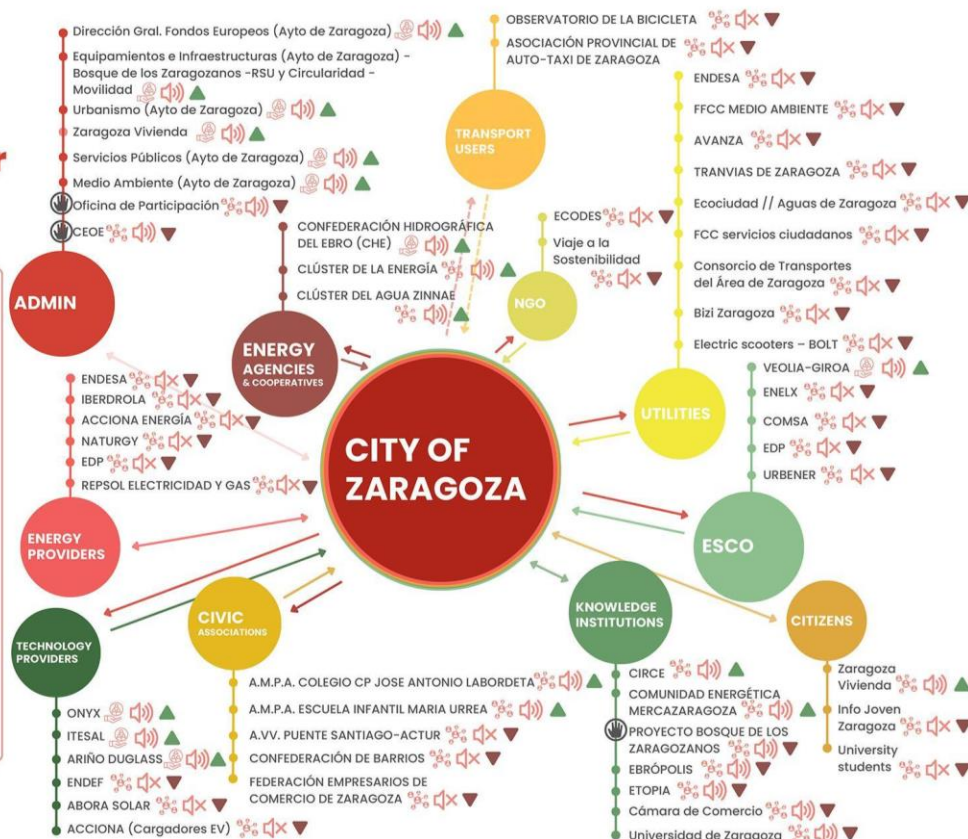 Dirección Gral. Fondos Europeos (Ayto de Zaragoza)
Equipamientos e Infraestructuras (Ayto de Zaragoza) -
Bosque de los Zaragozanos -RSU y Circularidad -
Movilidad
Urbanismo (Ayto de Zaragoza)
Zaragoza Vivienda
Servicios Públicos (Ayto de Zaragoza)
Medio Ambiente (Ayto de Zaragoza)
Oficina de Participación
CEOE
ADMIN
CONFEDERACIÓN HIDROGRÁFICA
DEL EBRO (CHE)
CLÚSTER DE LA ENERGÍA
CLÚSTER DEL AGUA ZINNAE
ENERGY
AGENCIES
& COOPERATIVES
OBSERVATORIO DE LA BICICLETA
ASOCIACIÓN PROVINCIAL DE
AUTO-TAXI DE ZARAGOZA
TRANSPORT
USERS
ECODES
Viaje a la
Sostenibilidad
NGO
ENDESA
FFCC MEDIO AMBIENTE
AVANZA
TRANVIAS DE ZARAGOZA
Ecociudad // Aguas de Zaragoza
FCC servicios ciudadanos
Consorcio de Transportes
del Área de Zaragoza
Bizi Zaragoza
Electric scooters – BOLT
UTILITIES
VEOLIA-GIROA
ENELX
COMSA
EDP
URBENER
ESCO
ENDESA
IBERDROLA
ACCIONA ENERGÍA
NATURGY
EDP
REPSOL ELECTRICIDAD Y GAS
ENERGY
PROVIDERS
CITY OF
ZARAGOZA
TECHNOLOGY
PROVIDERS
ONYX
ITESAL
ARIÑO DUGLASS
ENDEF
ABORA SOLAR
ACCIONA (Cargadores EV)
CIVIC
ASSOCIATIONS
A.M.P.A. COLEGIO CP JOSE ANTONIO LABORDETA
A.M.P.A. ESCUELA INFANTIL MARIA URREA
A.VV. PUENTE SANTIAGO-ACTUR
CONFEDERACIÓN DE BARRIOS
FEDERACIÓN EMPRESARIOS DE
COMERCIO DE ZARAGOZA
KNOWLEDGE
INSTITUTIONS
CIRCE
COMUNIDAD ENERGÉTICA
MERCAZARAGOZA
PROYECTO BOSQUE DE LOS
ZARAGOZANOS
EBRÓPOLIS
ETOPIA
Cámara de Comercio
Universidad de Zaragoza
CITIZENS
Zaragoza
Vivienda
Info Joven
Zaragoza
University
students